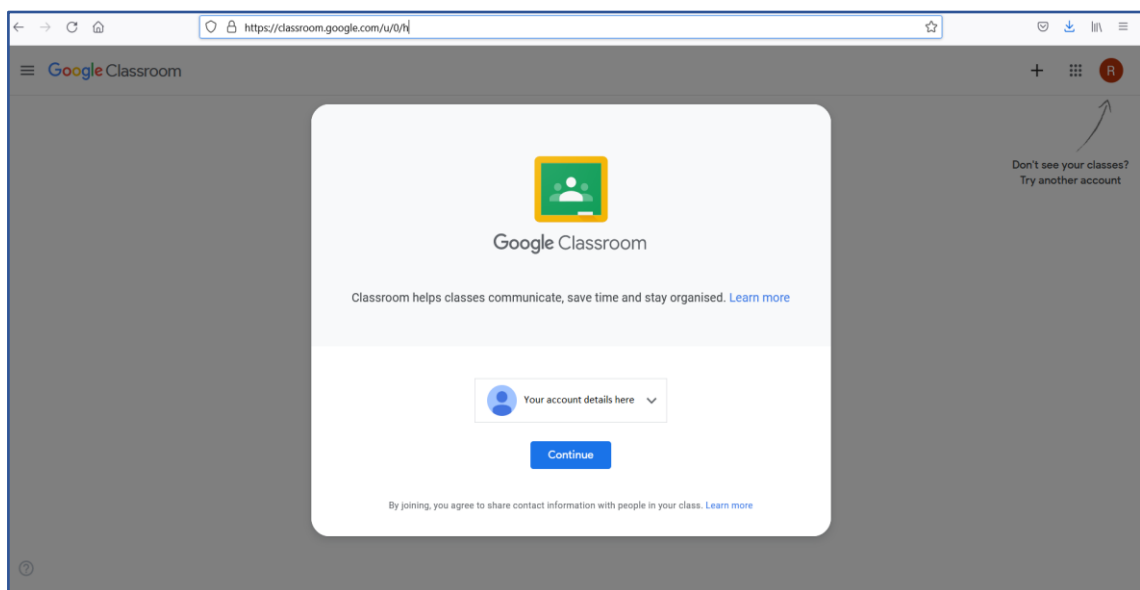 https://classroom.google.com/u/0/h
Google Classroom
R
Don't see your classes?
Try another account
Google Classroom
Classroom helps classes communicate, save time and stay organised. Learn more
Your account details here
Continue
By joining, you agree to share contact information with people in your class. Learn more